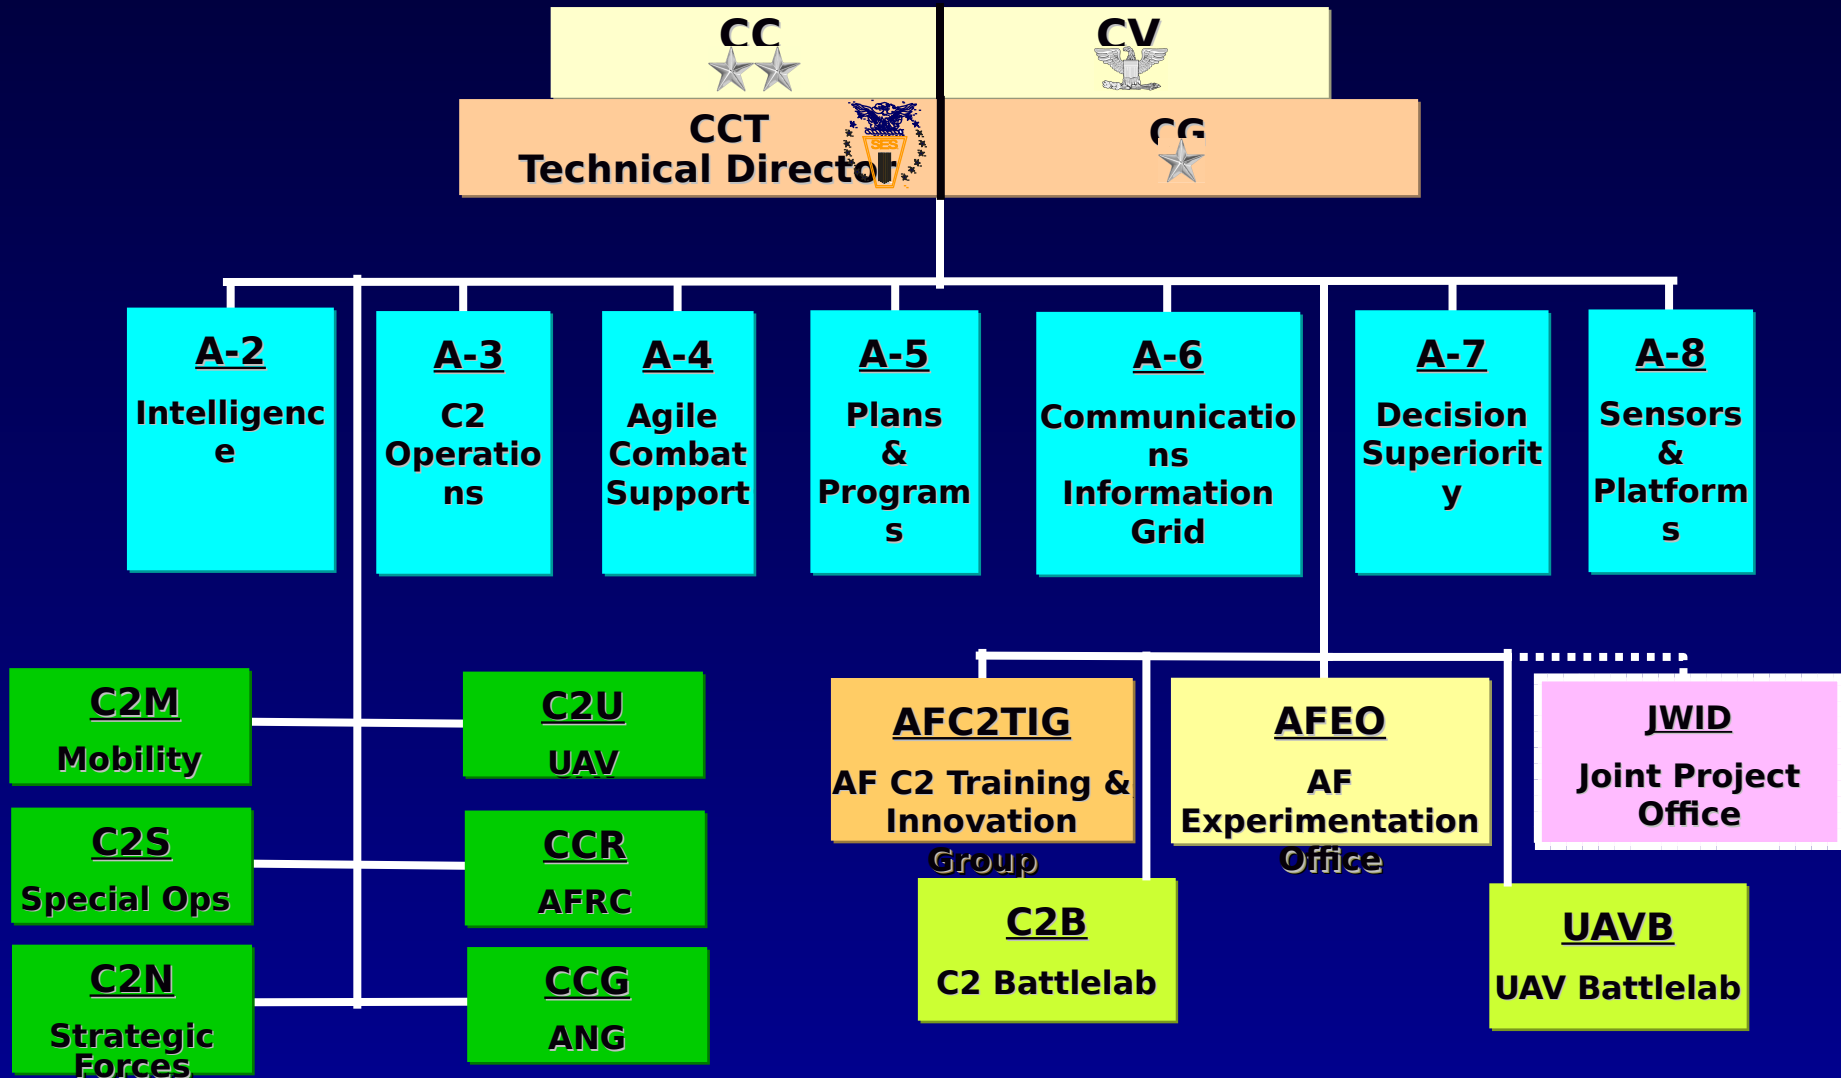 CC
CV
CCT
Technical Director
SES
CG
A-2
Intelligenc
e
A-3
C2
Operatio
ns
A-4
Agile
Combat
Support
A-5
Plans
&
Program
s
A-6
Communicatio
ns
Information
Grid
A-7
Decision
Superiorit
y
A-8
Sensors
&
Platform
s
C2M
Mobility
C2U
UAV
C2S
Special Ops
CCR
AFRC
C2N
Strategic
Forces
CCG
ANG
AFC2TIG
AF C2 Training &
Innovation
Group
AFEO
AF
Experimentation
Office
JWID
Joint Project
Office
C2B
C2 Battlelab
UAVB
UAV Battlelab